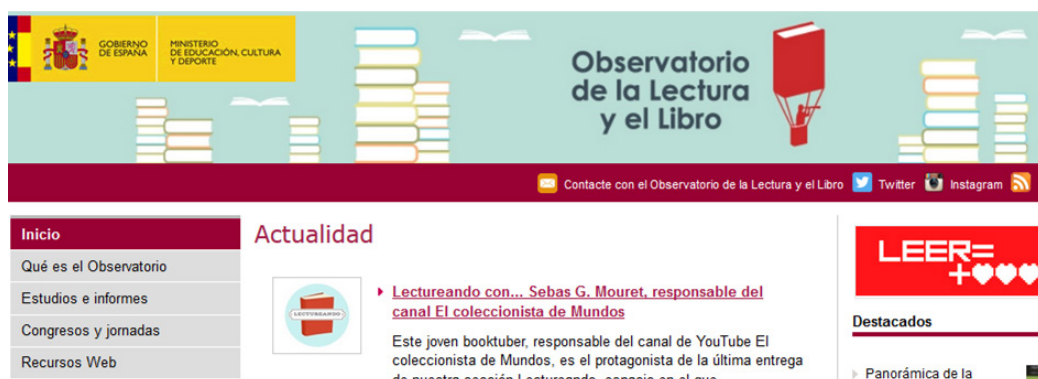 GOBIERNO
DE ESPAÑA
MINISTERIO
DE EDUCACIÓN, CULTURA
Y DEPORTE
Observatorio
de la Lectura
y el Libro
Contacte con el Observatorio de la Lectura y el Libro Twitter Instagram
Inicio
Qué es el Observatorio
Estudios e informes
Congresos y jornadas
Recursos Web
Actualidad
LECTUREANDO
Lectureando con... Sebas G. Mouret, responsable del
canal El coleccionista de Mundos
Este joven booktuber, responsable del canal de YouTube El
coleccionista de Mundos, es el protagonista de la última entrega
LEER=
+
Destacados
Panorámica de la